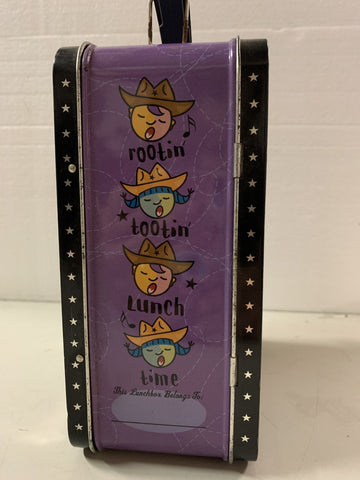 rootin'
tootin'
Lunch
time
This Lunchbox Belongs To: